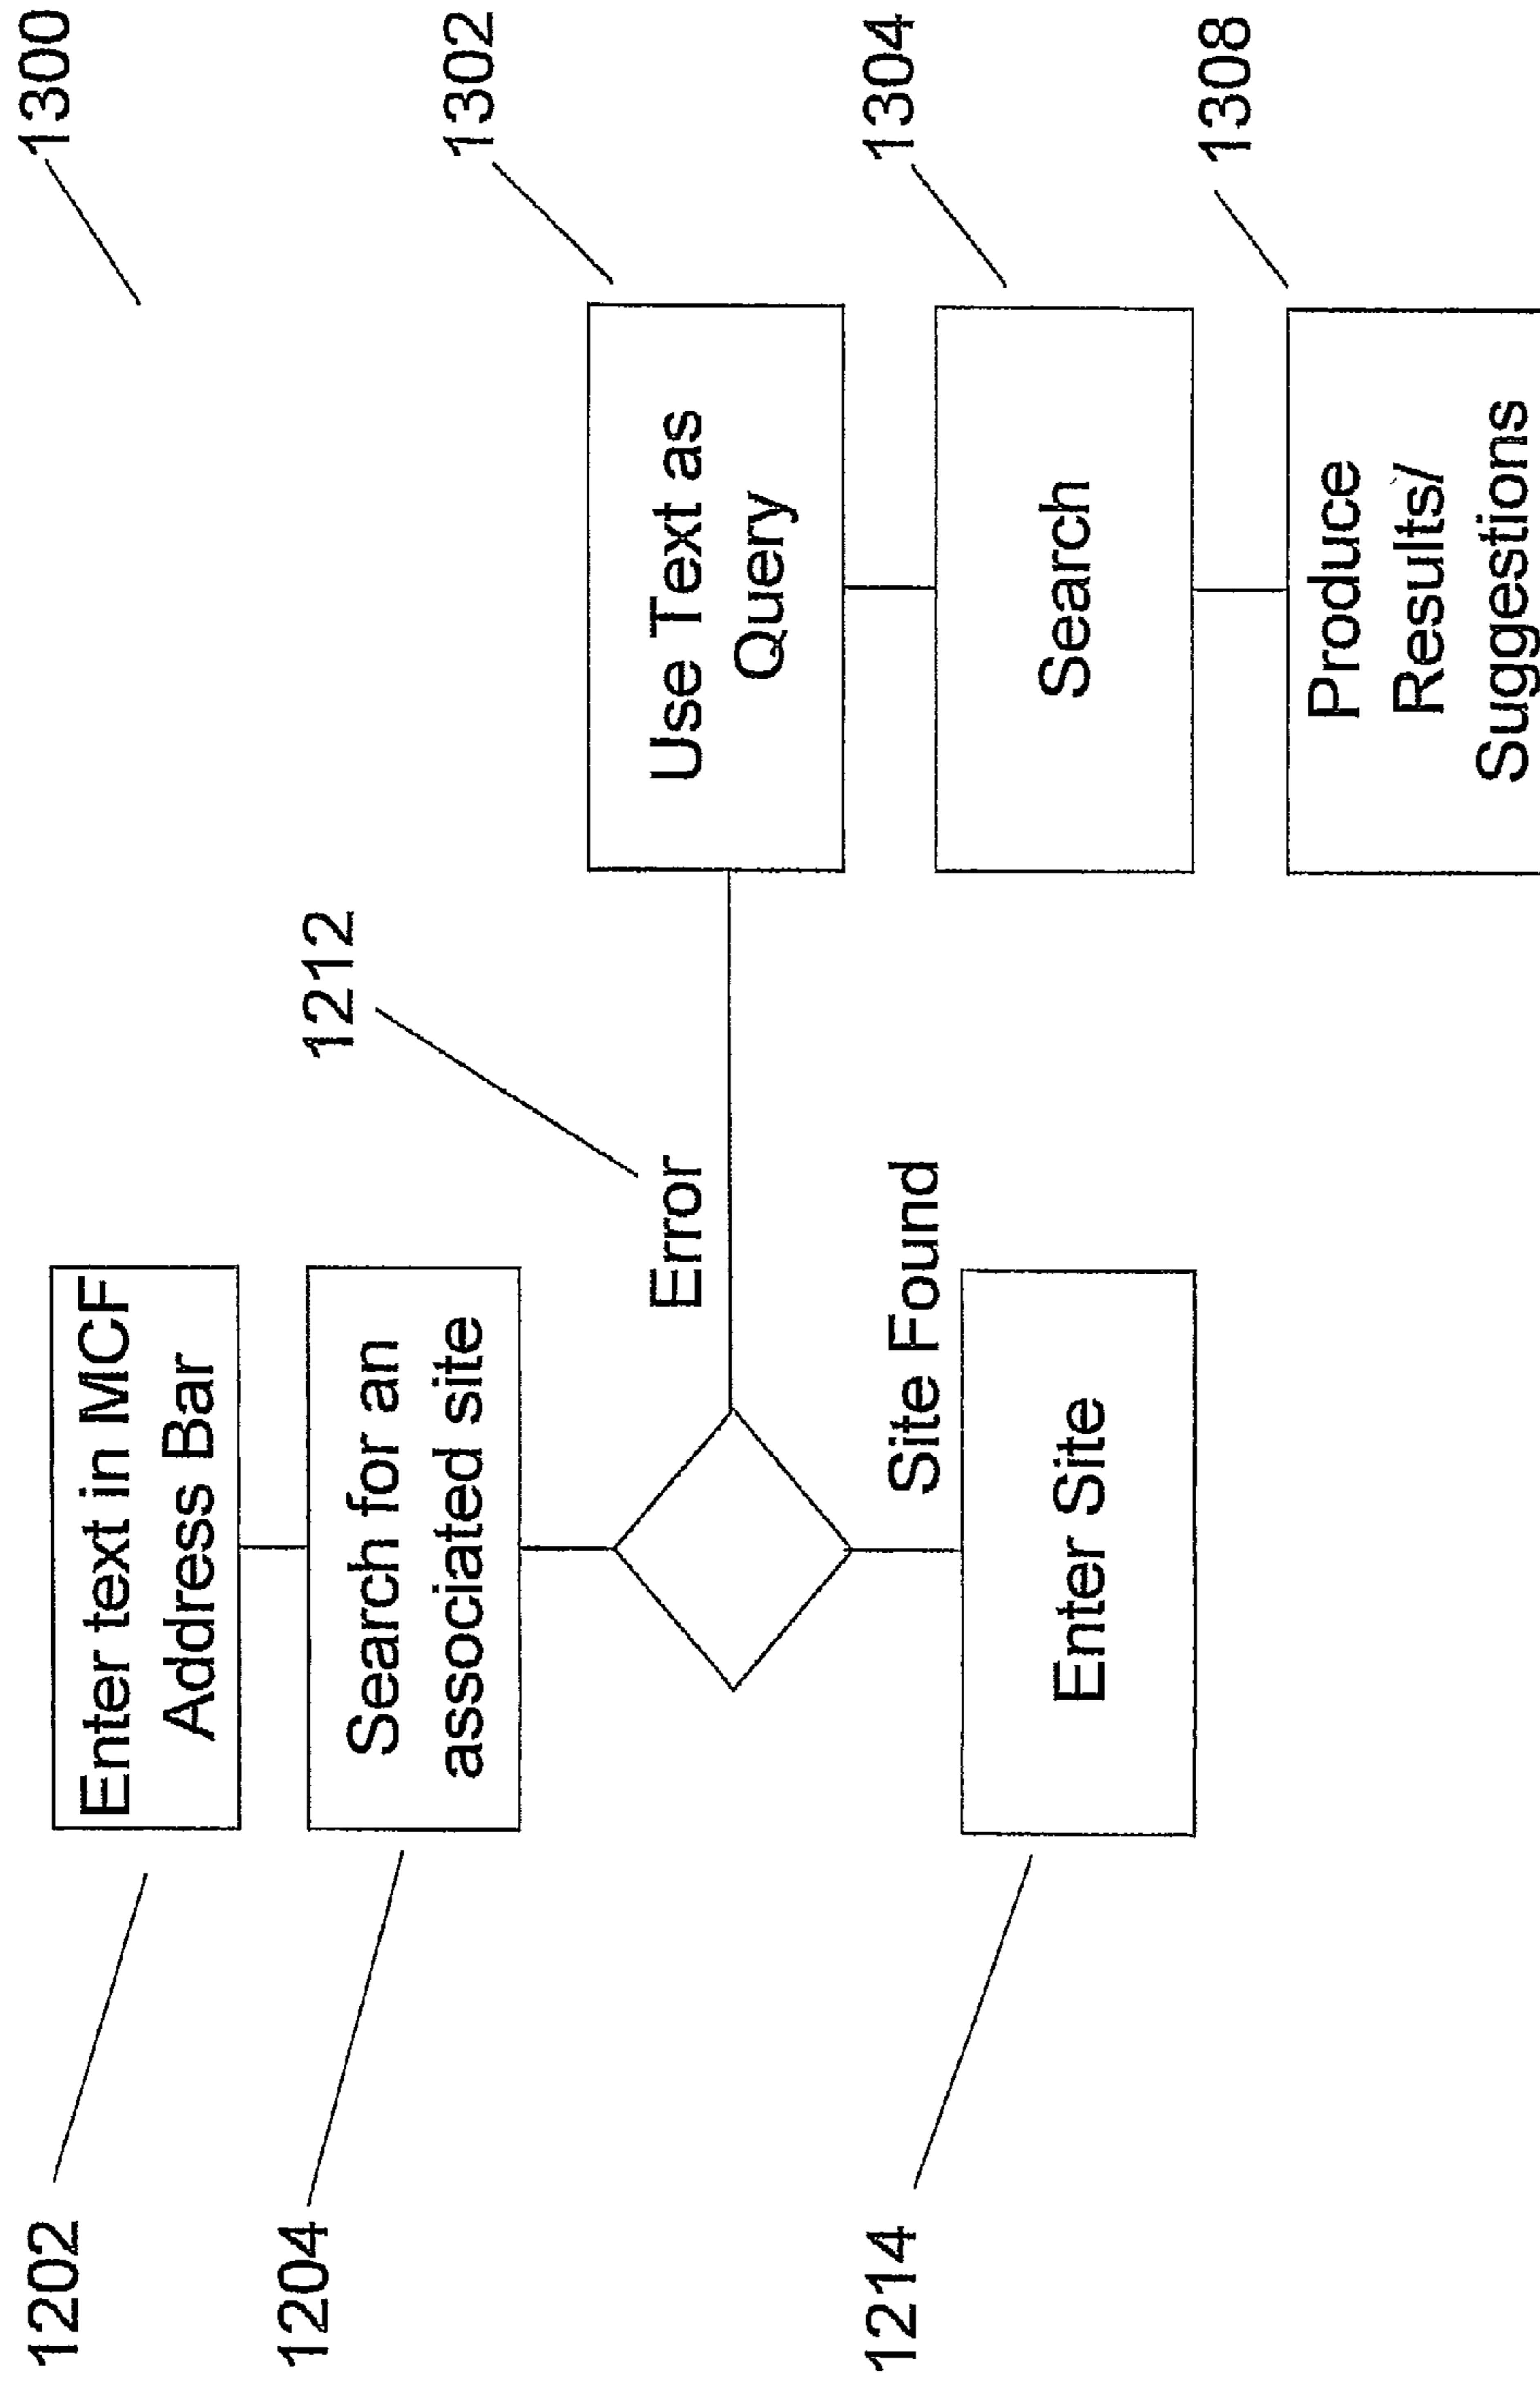 1300
1202
Enter text in MCF
Address Bar
1204
Search for an
associated site
1212
Error
Site Found
1214
Enter Site
1302
Use Text as
Query
1304
Search
1308
Produce
Results/
Suggestions